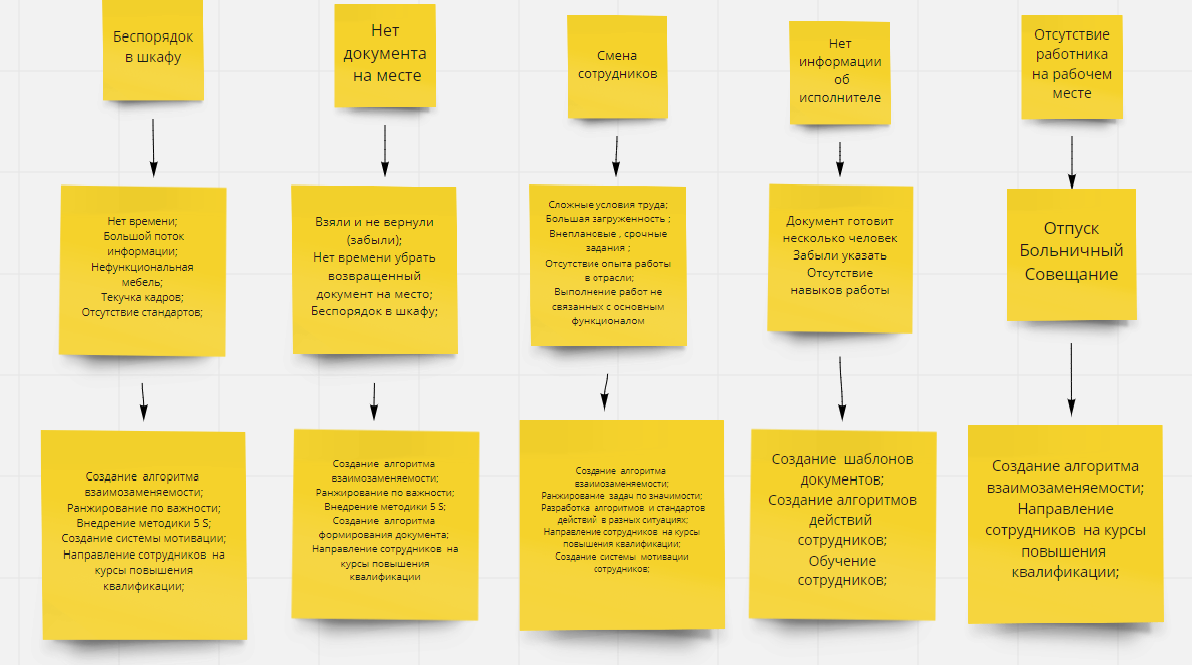 Беспорядок
в шкафу
Нет
документа
на месте
Смена
сотрудников
Нет
информации
об
исполнителе
Отсутствие
работника
на рабочем
месте
Нет времени;
Большой поток
информации;
Нефункциональная
мебель;
Текучка кадров;
Отсутствие стандартов;
Взяли и не вернули
(забыли);
Нет времени убрать
возвращенный
документ на место;
Беспорядок в шкафу;
Сложные условия труда;
Большая загруженность ;
Внеплановые , срочные
задания ;
Отсутствие опыта работы
в отрасли;
Выполнение работ не
связанных с основным
функционалом
Документ готовит
несколько человек
Забыли указать
Отсутствие
навыков работы
Отпуск
Больничный
Совещание
Создание алгоритма
взаимозаменяемости;
Ранжирование по важности;
Внедрение методики 5 S;
Создание системы мотивации;
Направление сотрудников на
курсы повышения
квалификации;
Создание алгоритма
взаимозаменяемости;
Ранжирование по важности;
Внедрение методики 5 S;
Создание алгоритма
формирования документа;
Направление сотрудников на
курсы повышения
квалификации
Создание алгоритма
взаимозаменяемости;
Ранжирование задач по значимости;
Разработка алгоритмов и стандартов
действий в разных ситуациях;
Направление сотрудников на курсы
повышения квалификации;
Создание системы мотивации
сотрудников;
Создание шаблонов
документов;
Создание алгоритмов
действий
сотрудников;
Обучение
сотрудников;
Создание алгоритма
взаимозаменяемости;
Направление
сотрудников на курсы
повышения
квалификации;